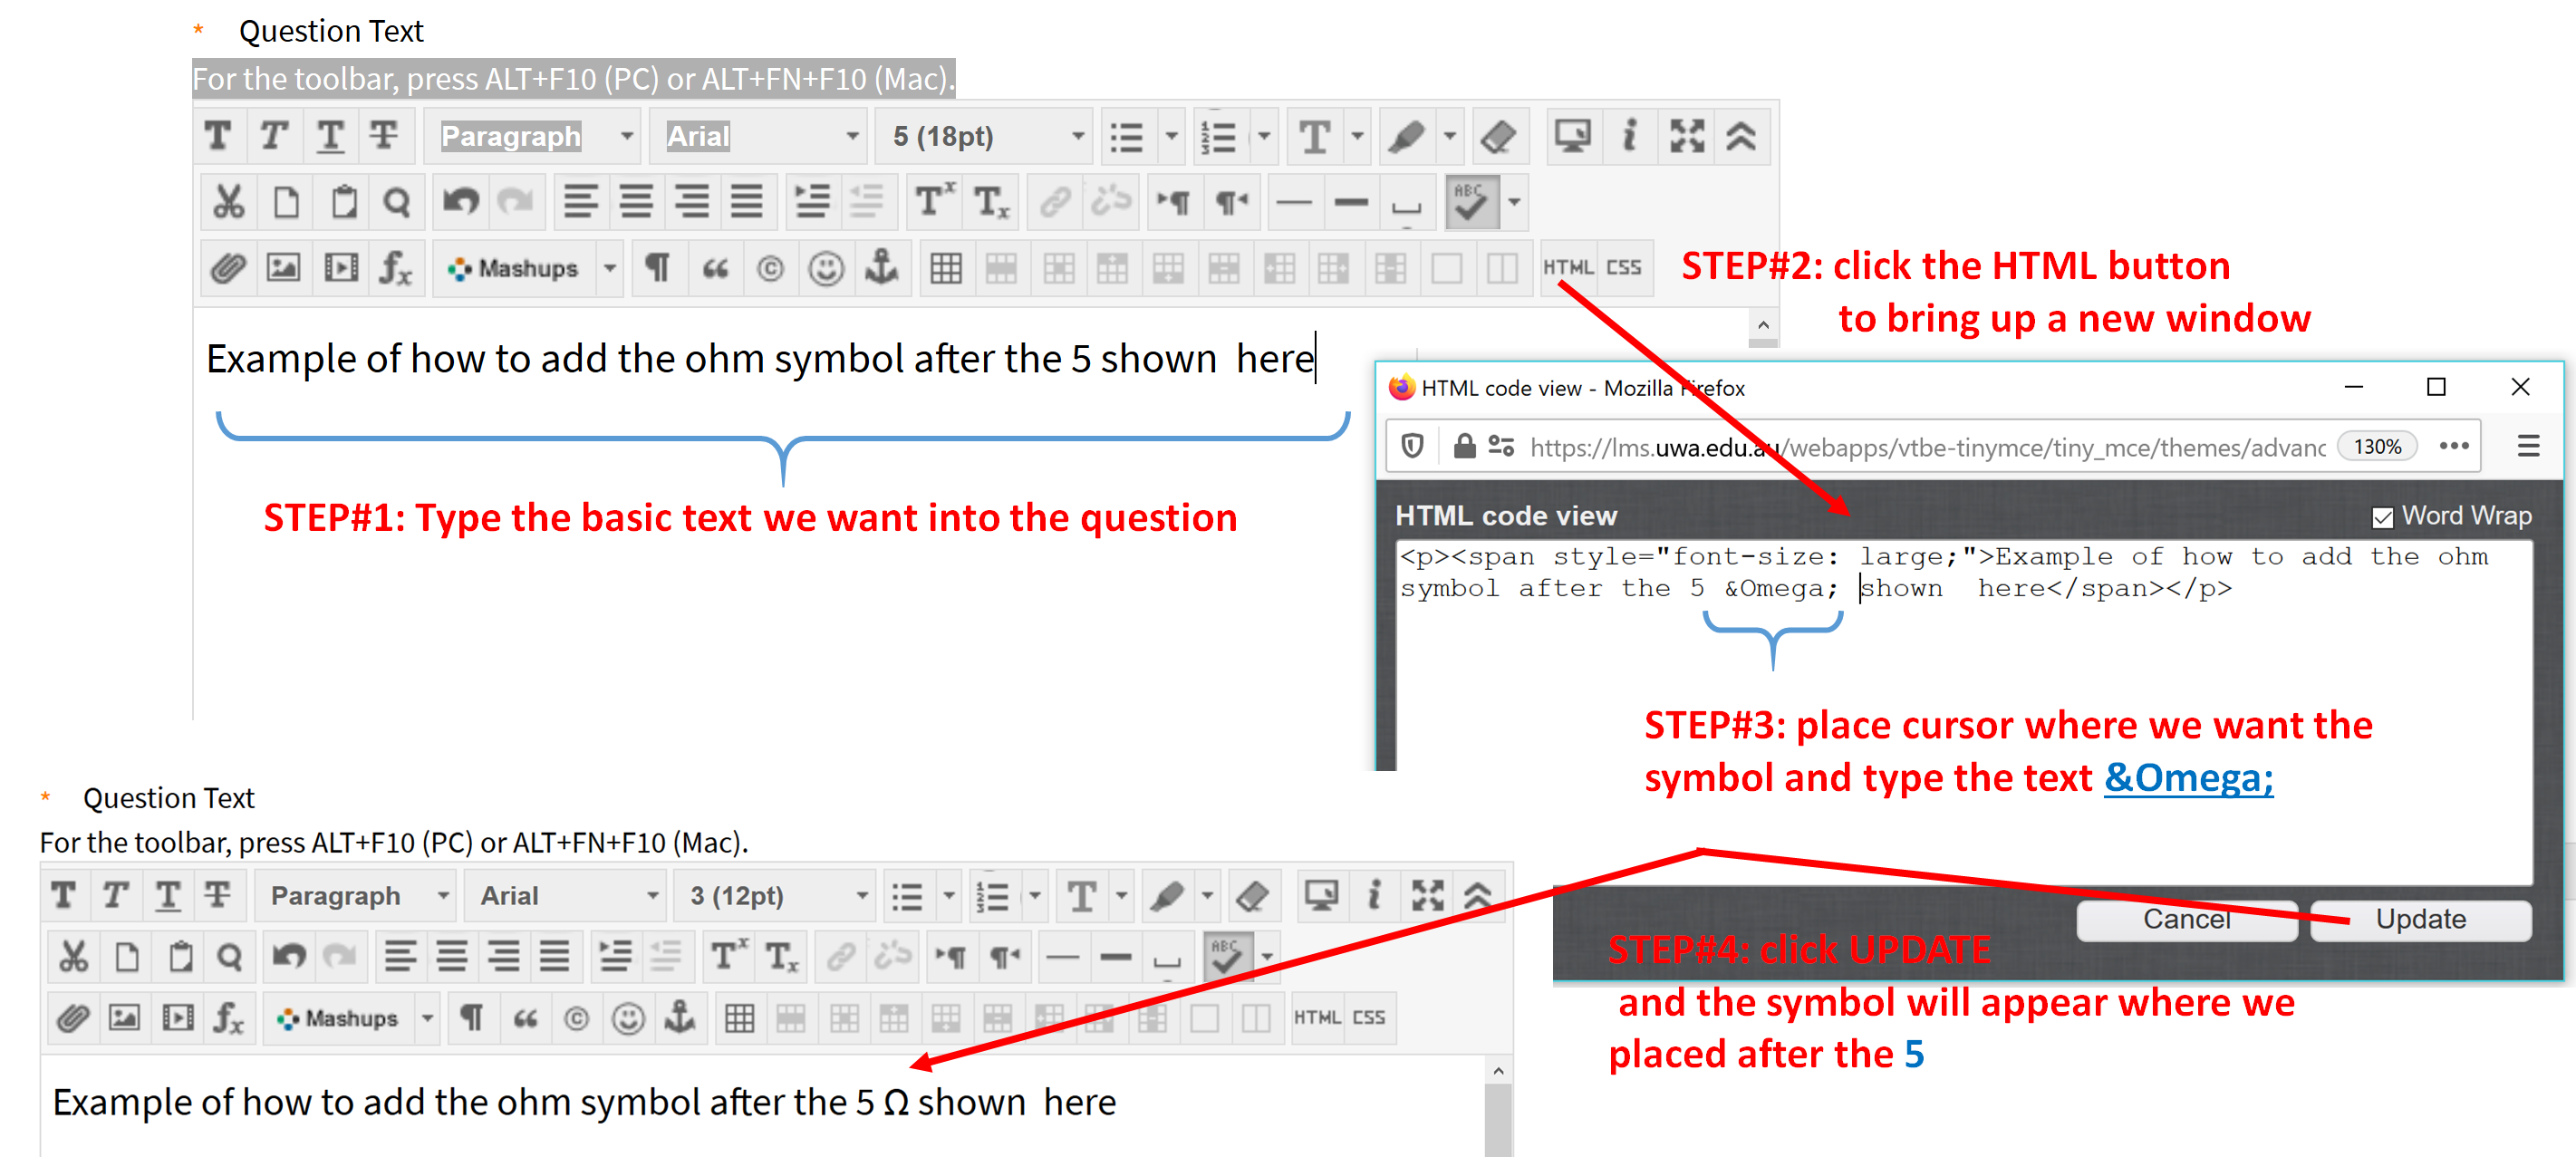 * Question Text
For the toolbar, press ALT+F10 (PC) or ALT+FN+F10 (Mac).
T T T T Paragraph Arial 5 (18pt) T i
Tx Tx ABC
fx Mashups ¶ “ © HTML CSS
STEP#2: click the HTML button
to bring up a new window
Example of how to add the ohm symbol after the 5 shown  here
STEP#1: Type the basic text we want into the question
HTML code view - Mozilla Firefox
https://lms.uwa.edu.au/webapps/vtbe-tinymce/tiny_mce/themes/advanc 130%
HTML code view
Word Wrap
<p><span style="font-size: large;">Example of how to add the ohm
symbol after the 5 &Omega; shown  here</span></p>
STEP#3: place cursor where we want the
symbol and type the text &Omega;
Cancel Update
STEP#4: click UPDATE
and the symbol will appear where we
placed after the 5
* Question Text
For the toolbar, press ALT+F10 (PC) or ALT+FN+F10 (Mac).
T T T T Paragraph Arial 3 (12pt) T i
Tx Tx ABC
fx Mashups ¶ “ © HTML CSS
Example of how to add the ohm symbol after the 5 Ω shown  here